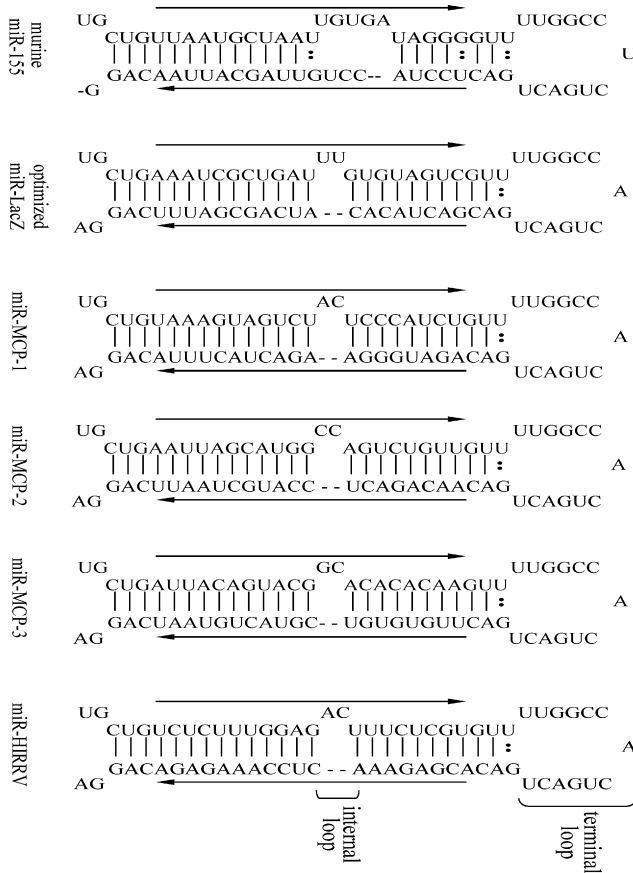 murine
miR-155
UG UGUGA UUGGCC
CUGUUAAUGCUAAU UAGGGGUU
U
GACAAUUACGAUUGUCC--AUCCUCAG
-G UCAGUC
optimized
miR-LacZ
UG UU UUGGCC
CUGAAAUCGCUGAU GUGUAGUCGUU
A
GACUUUAGCGACUA--CACAUCAGCAG
AG UCAGUC
miR-MCP-1
UG AC UUGGCC
CUGUAAAGUAGUCU UCCCAUCUGUU
A
GACAUUUCAUCAGA--AGGGUAGACAG
AG UCAGUC
miR-MCP-2
UG CC UUGGCC
CUGAAUUAGCAUGG AGUCUGUUGUU
A
GACUUAAUCGUACC--UCAGACAACAG
AG UCAGUC
miR-MCP-3
UG GC UUGGCC
CUGAUUACAGUACG ACACACAAGUU
A
GACUAAUGUCAUGC--UGUGUGUUCAG
AG UCAGUC
miR-HIRRV
UG AC UUGGCC
CUGUCUCUUUGGAG UUUCUCGUGUU
A
GACAGAGAAACCUC--AAAGAGCACAG
AG UCAGUC
internal
loop
terminal
loop